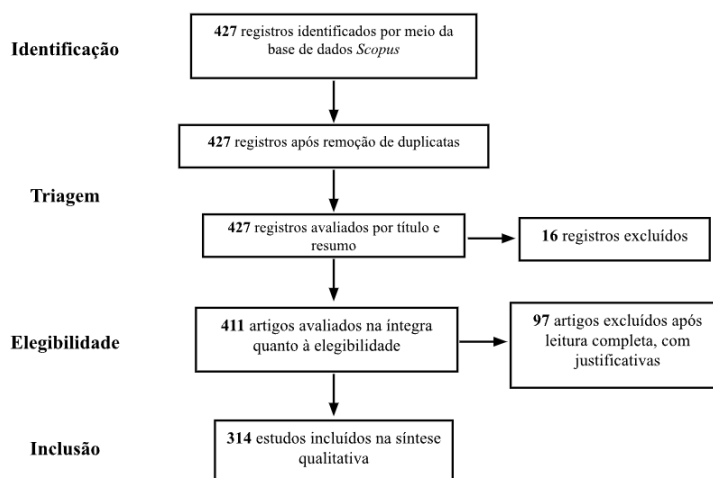 Identificação
427 registros identificados por meio da
base de dados Scopus
427 registros após remoção de duplicatas
Triagem
427 registros avaliados por título e
resumo
16 registros excluídos
Elegibilidade
411 artigos avaliados na íntegra
quanto à elegibilidade
97 artigos excluídos após
leitura completa, com
justificativas
Inclusão
314 estudos incluídos na síntese
qualitativa